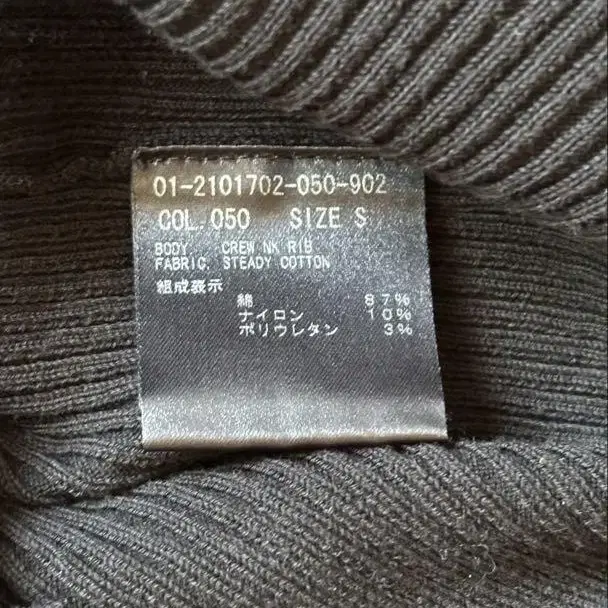 01-2101702-050-902
COL.050 SIZE S
BODY. CREW NK RIB
FABRIC. STEADY COTTON
組成表示
綿 87%
ナイロン 10%
ポリウレタン 3%